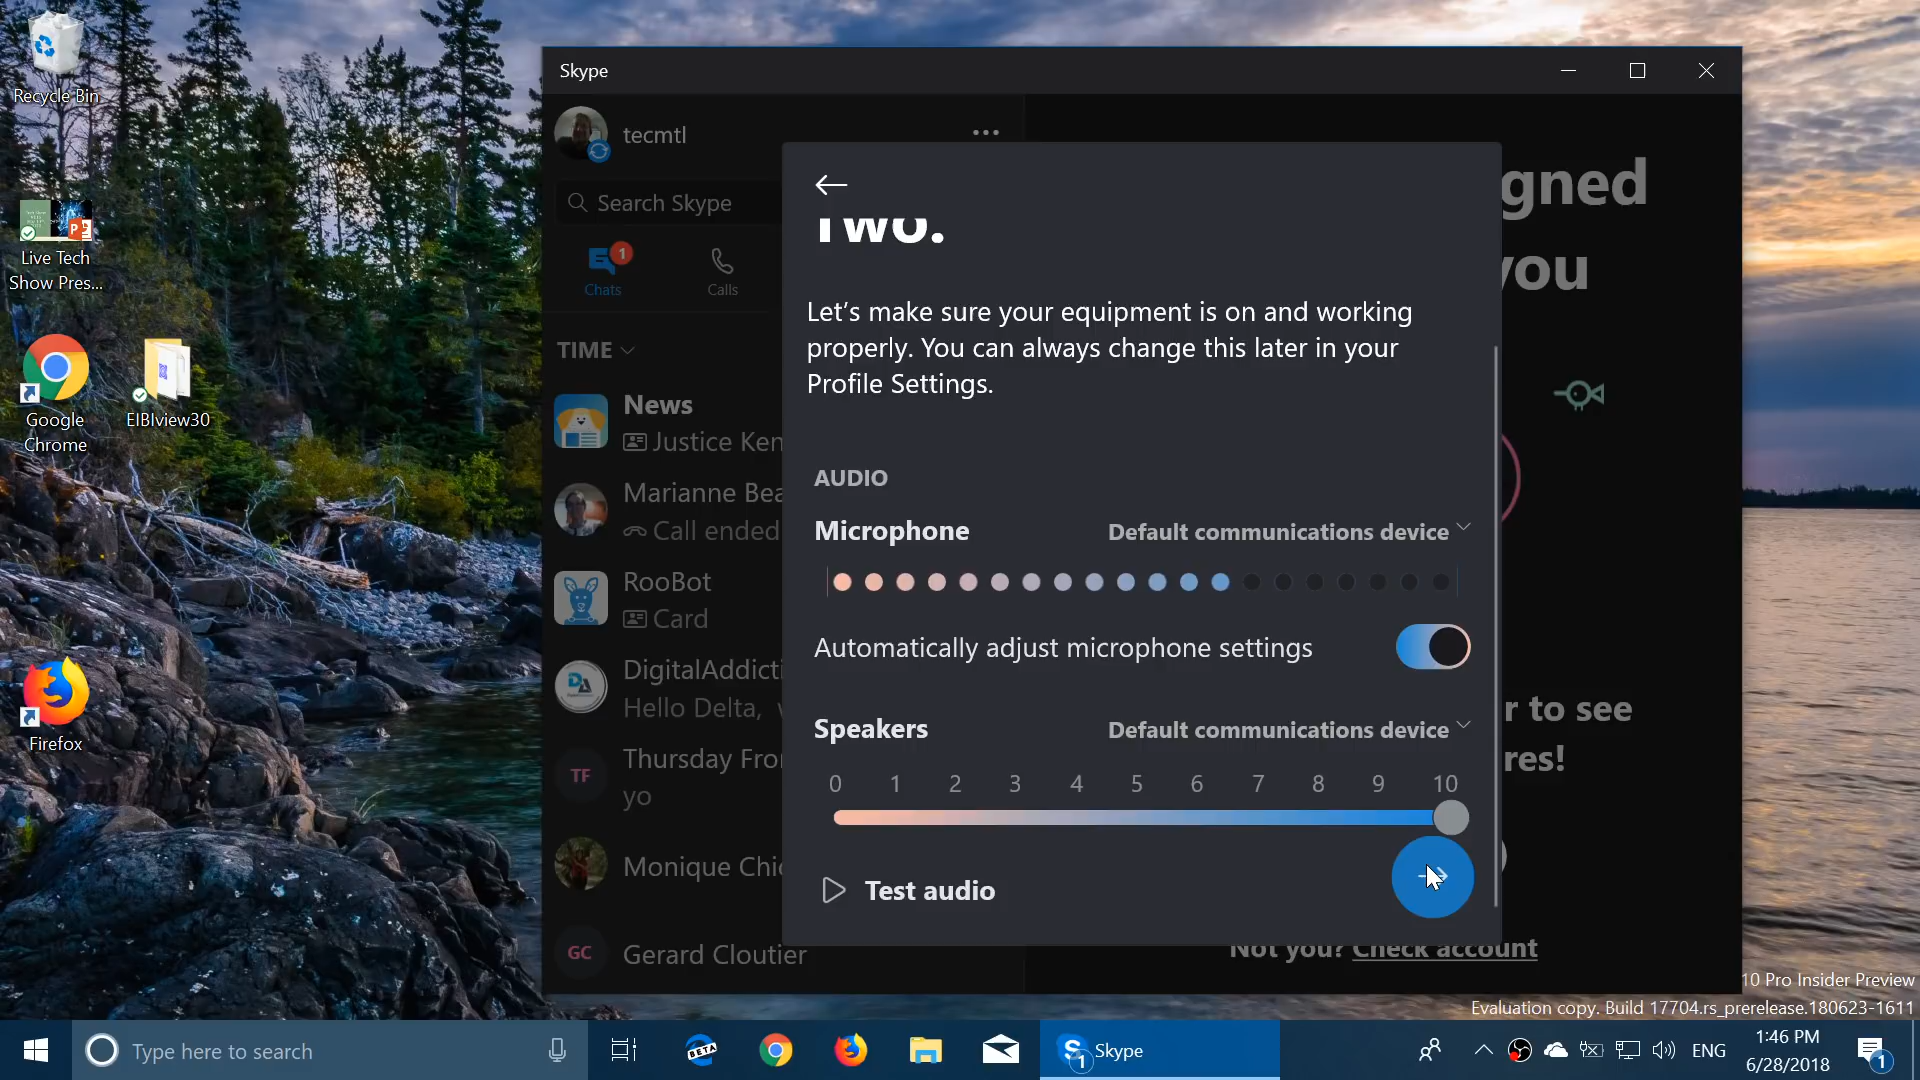 Recycle Bin
Live Tech
Show Pres...
Google
Chrome
EIBIview30
Firefox
Skype
tecmtl
Search Skype
1
Chats
Calls
TIME
News
Justice Ken
Marianne Bea
Call ended
RooBot
Card
DigitalAddicti
Hello Delta,
TF
Thursday Fro
yo
Monique Chi
GC
Gerard Cloutier
Two.
Let's make sure your equipment is on and working
properly. You can always change this later in your
Profile Settings.
AUDIO
Microphone
Default communications device
Automatically adjust microphone settings
Speakers
Default communications device
0 1 2 3 4 5 6 7 8 9 10
Test audio
gned
you
r to see
res!
Not you? Check account
10 Pro Insider Preview
Evaluation copy. Build 17704.rs_prerelease.180623-1611
Type here to search
BETA
1
Skype
ENG
1:46 PM
6/28/2018
1